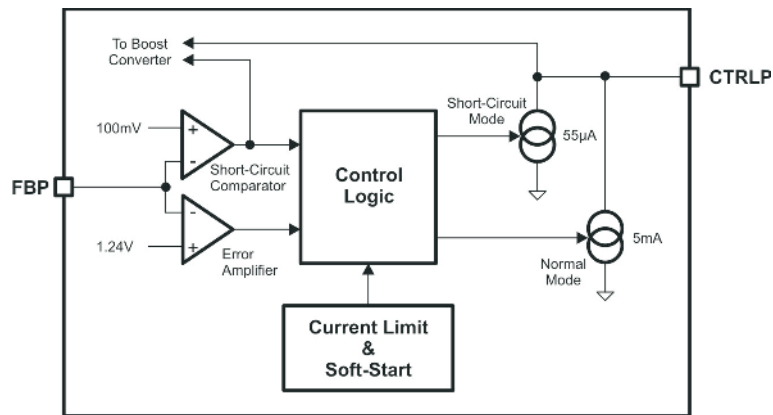 To Boost
Converter
CTRLP
Short-Circuit
Mode
55µA
100mV
+
-
Short-Circuit
Comparator
FBP
Control
Logic
-
+
1.24V
Error
Amplifier
5mA
Normal
Mode
Current Limit
&
Soft-Start